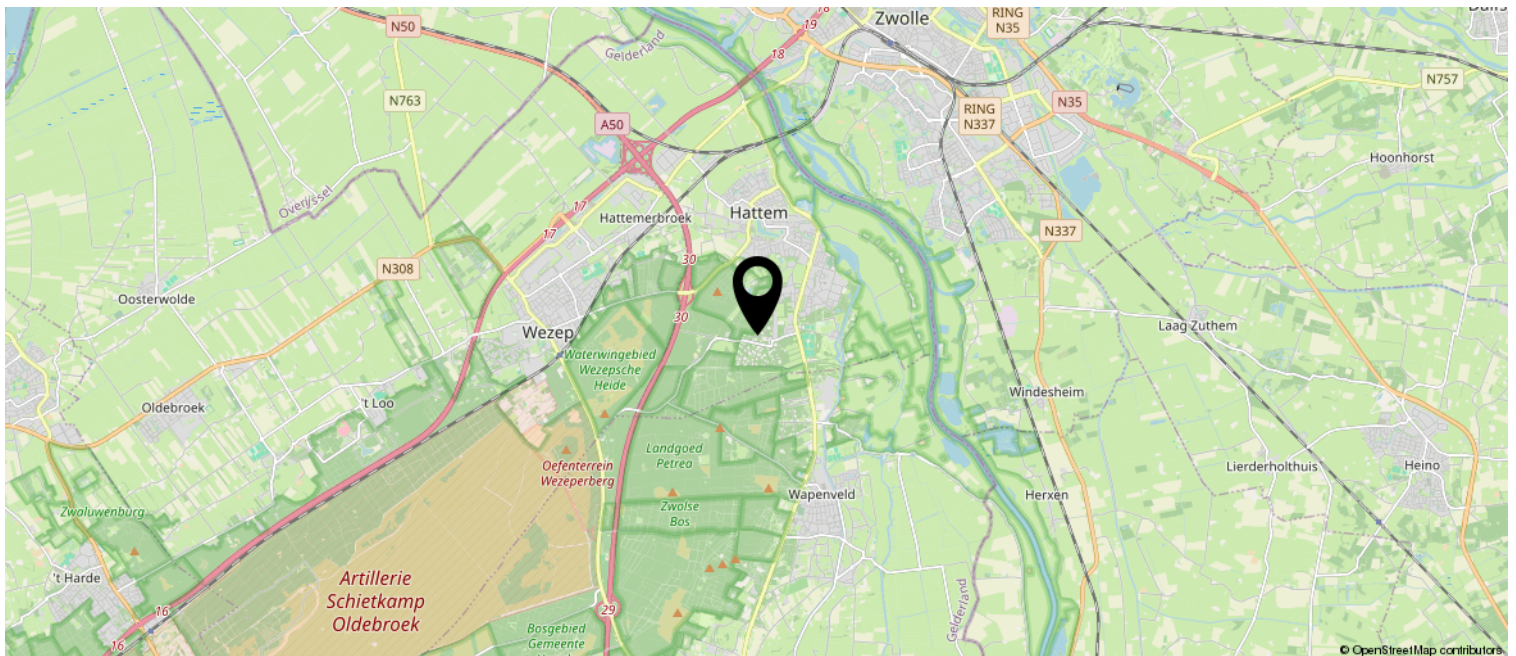 18
Zwolle
RING
N35
N50
19
18
Gelderland
N757
N763
N35
RING
N337
A50
Hoonhorst
Overijssel
17
Hattemerbroek
Hattem
17
N337
30
N308
Oosterwolde
30
Laag Zuthem
Wezep
Waterwingebied
Wezepsche
Heide
Windesheim
't Loo
Oldebroek
Landgoed
Petrea
Oefenterrein
Wezeperberg
Lierderholthuis
Heino
Wapenveld
Herxen
Zwaluwenburg
Zwolse
Bos
't Harde
Artillerie
Schietkamp
Oldebroek
16
29
Gelderland
16
Bosgebied
Gemeente
© OpenStreetMap contributors